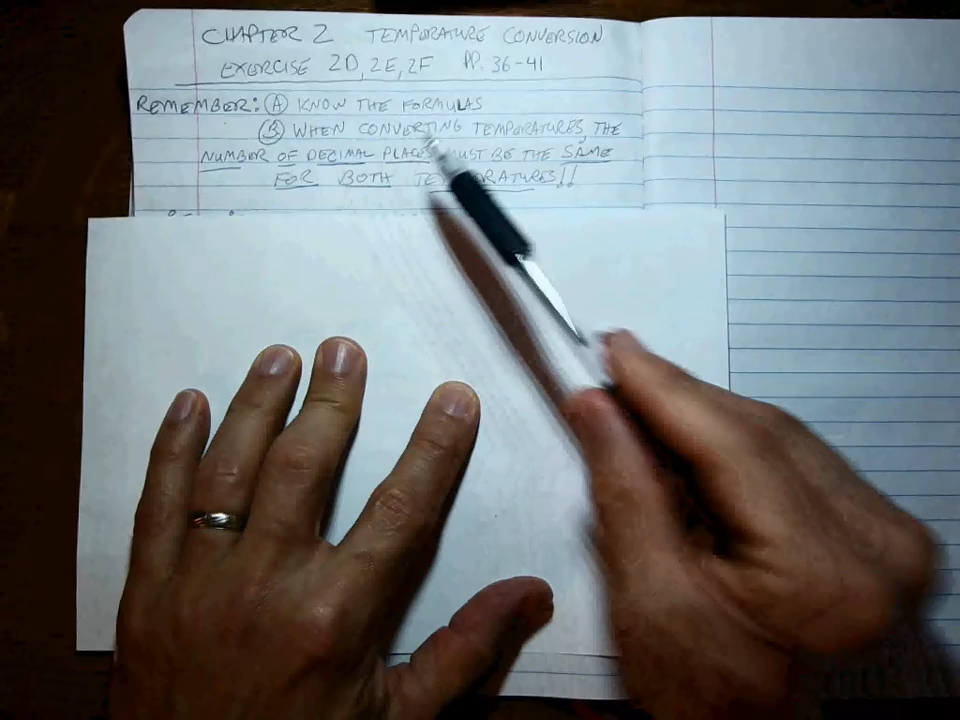 CHAPTER 2 TEMPERATURE CONVERSION
EXERCISE 2D, 2E, 2F PP. 36-41
REMEMBER: (A) KNOW THE FORMULAS
(B) WHEN CONVERTING TEMPERATURES, THE
NUMBER OF DECIMAL PLACES MUST BE THE SAME
FOR BOTH TEMPERATURES!!